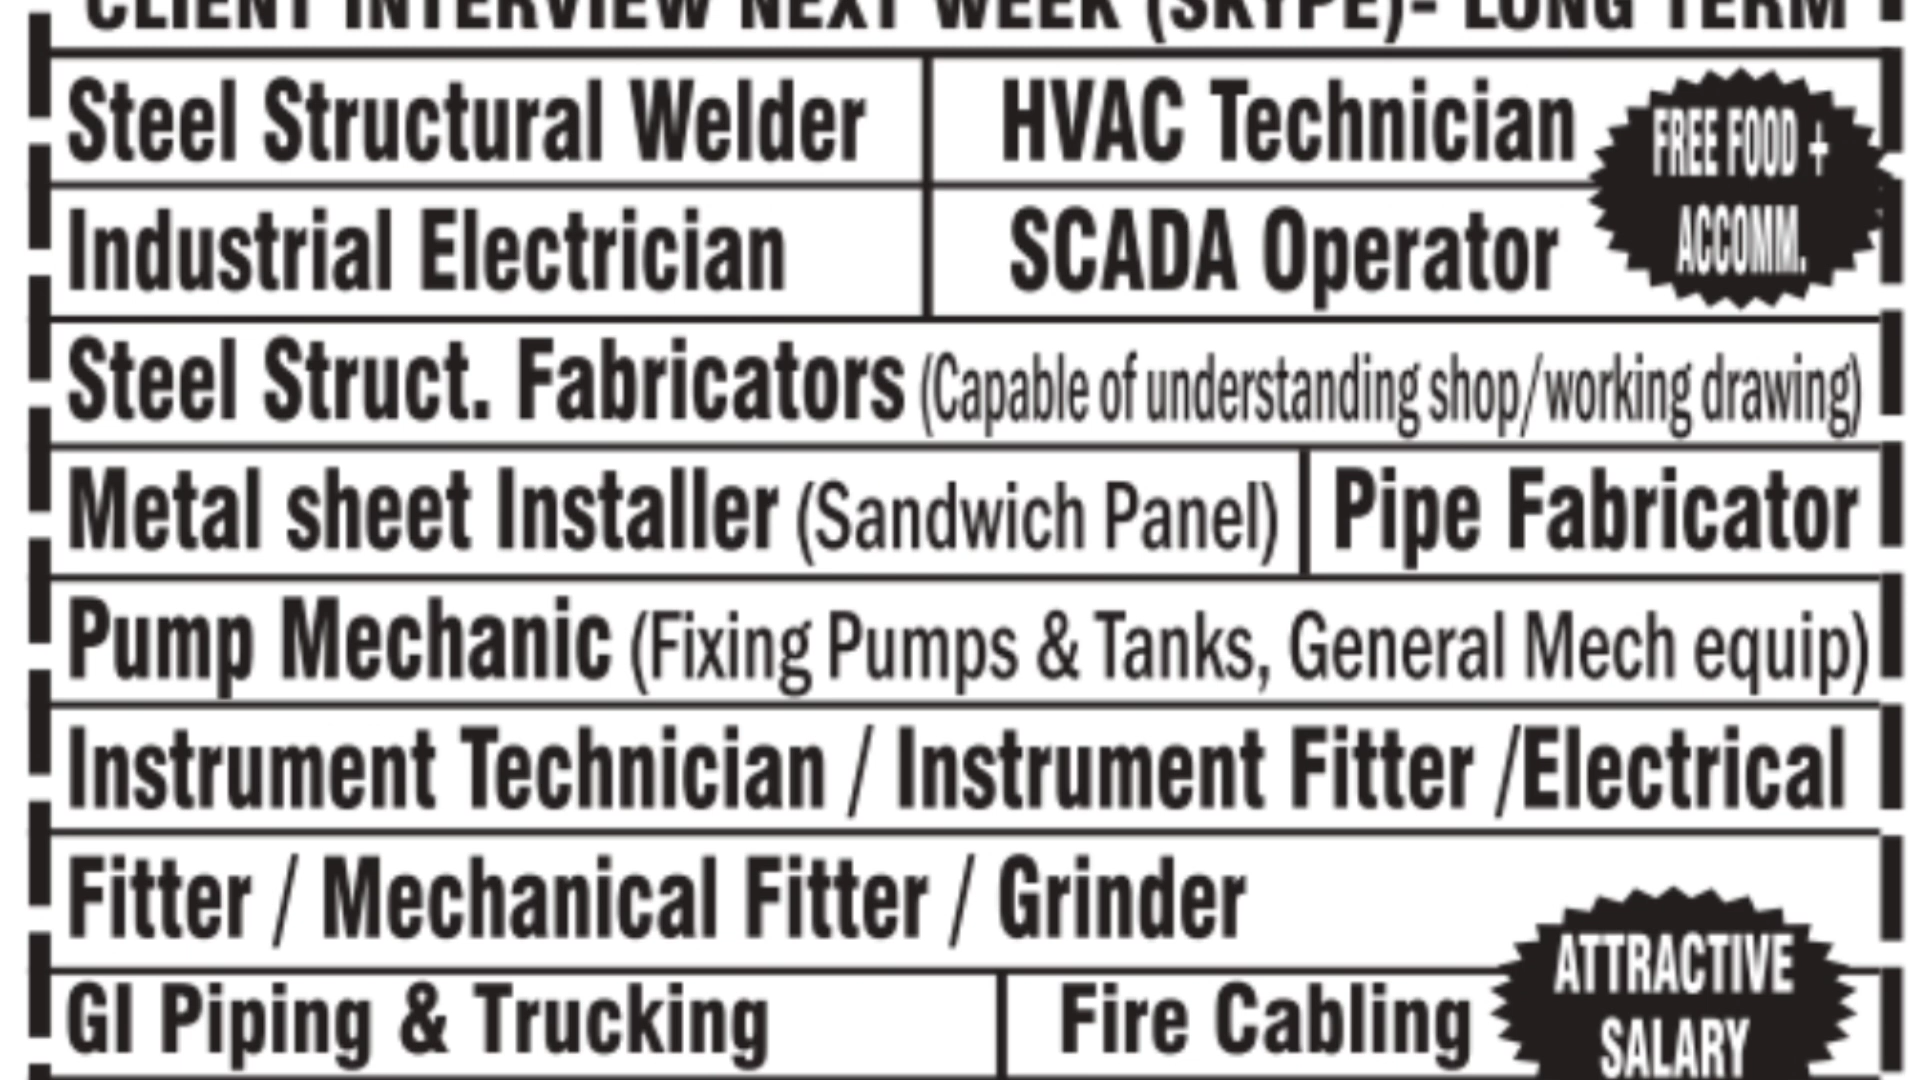 CLIENT INTERVIEW NEXT WEEK (SKYPE)- LONG TERM
Steel Structural Welder
HVAC Technician
FREE FOOD +
ACCOMM.
Industrial Electrician
SCADA Operator
Steel Struct. Fabricators (Capable of understanding shop/working drawing)
Metal sheet Installer (Sandwich Panel)
Pipe Fabricator
Pump Mechanic (Fixing Pumps & Tanks, General Mech equip)
Instrument Technician / Instrument Fitter /Electrical
Fitter / Mechanical Fitter / Grinder
GI Piping & Trucking
Fire Cabling
ATTRACTIVE
SALARY